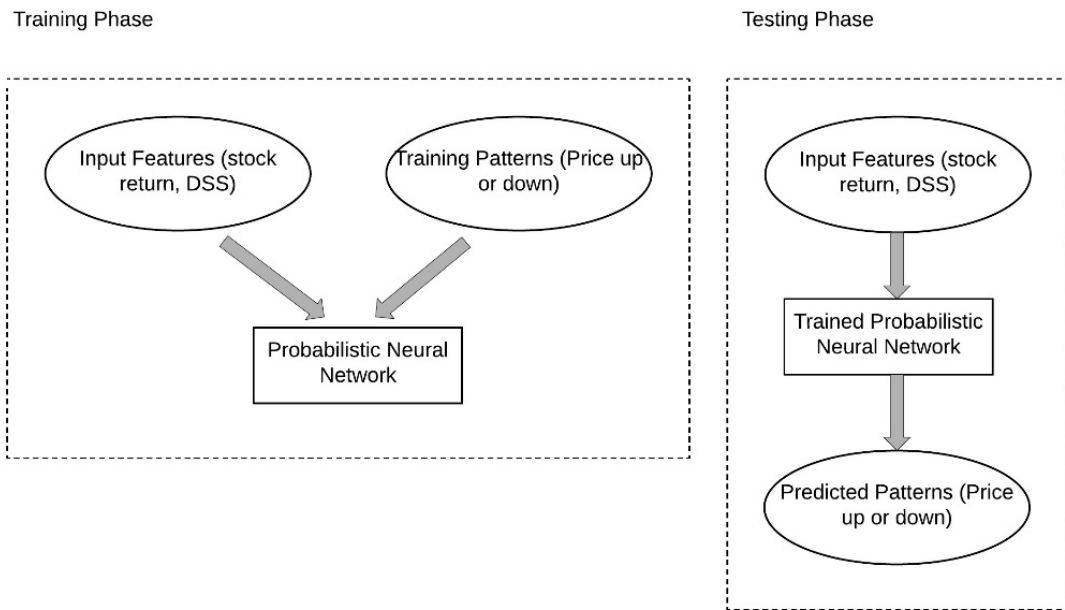 Training Phase
Input Features (stock
return, DSS)
Training Patterns (Price up
or down)
Probabilistic Neural
Network
Testing Phase
Input Features (stock
return, DSS)
Trained Probabilistic
Neural Network
Predicted Patterns (Price
up or down)